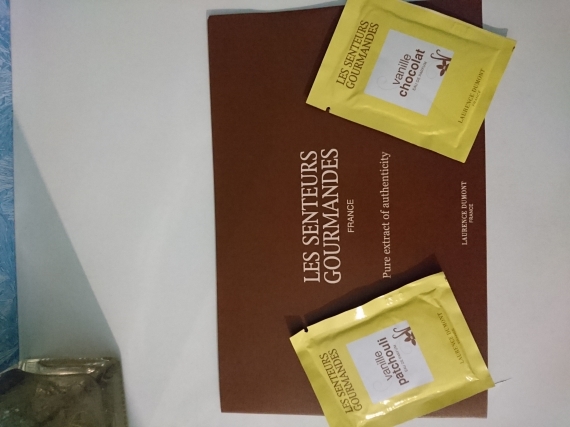 LES SENTEURS
GOURMANDES
FRANCE
Pure extract of authenticity
LAURENCE DUMONT
FRANCE
LES SENTEURS
GOURMANDES
vanille
chocolat
LAURENCE DUMONT
LES SENTEURS
GOURMANDES
vanille
patchouli
LAURENCE DUMONT